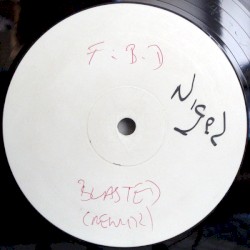 F.B.D
Nigel
BLASTED
(REMIX)